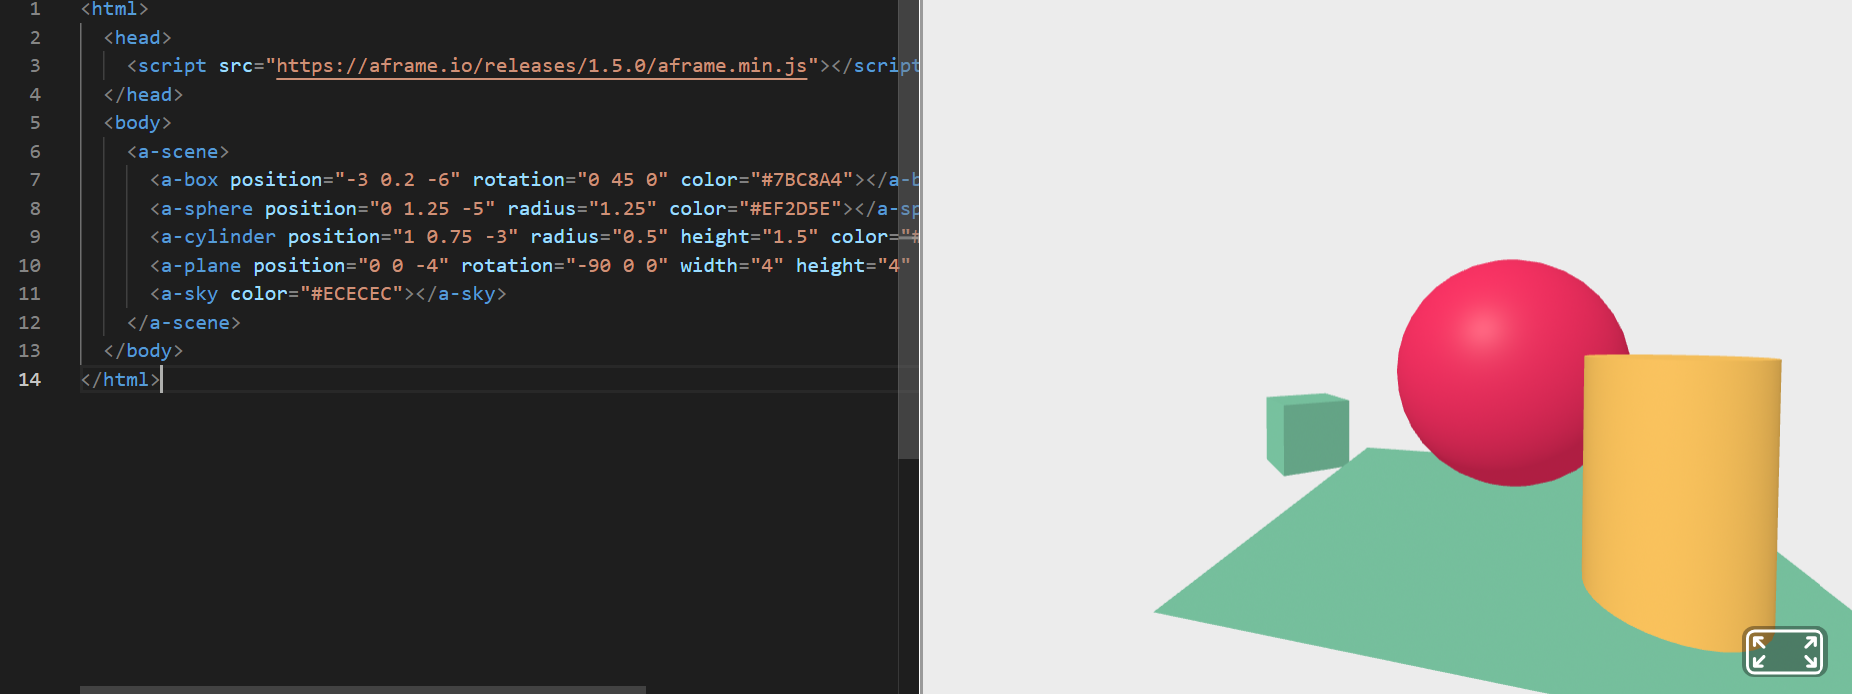 1 <html>
2 <head>
3 <script src="https://aframe.io/releases/1.5.0/aframe.min.js"></script
4 </head>
5 <body>
6 <a-scene>
7 <a-box position="-3 0.2 -6" rotation="0 45 0" color="#7BC8A4"></a-b
8 <a-sphere position="0 1.25 -5" radius="1.25" color="#EF2D5E"></a-sp
9 <a-cylinder position="1 0.75 -3" radius="0.5" height="1.5" color="#
10 <a-plane position="0 0 -4" rotation="-90 0 0" width="4" height="4"
11 <a-sky color="#ECECEC"></a-sky>
12 </a-scene>
13 </body>
14 </html>